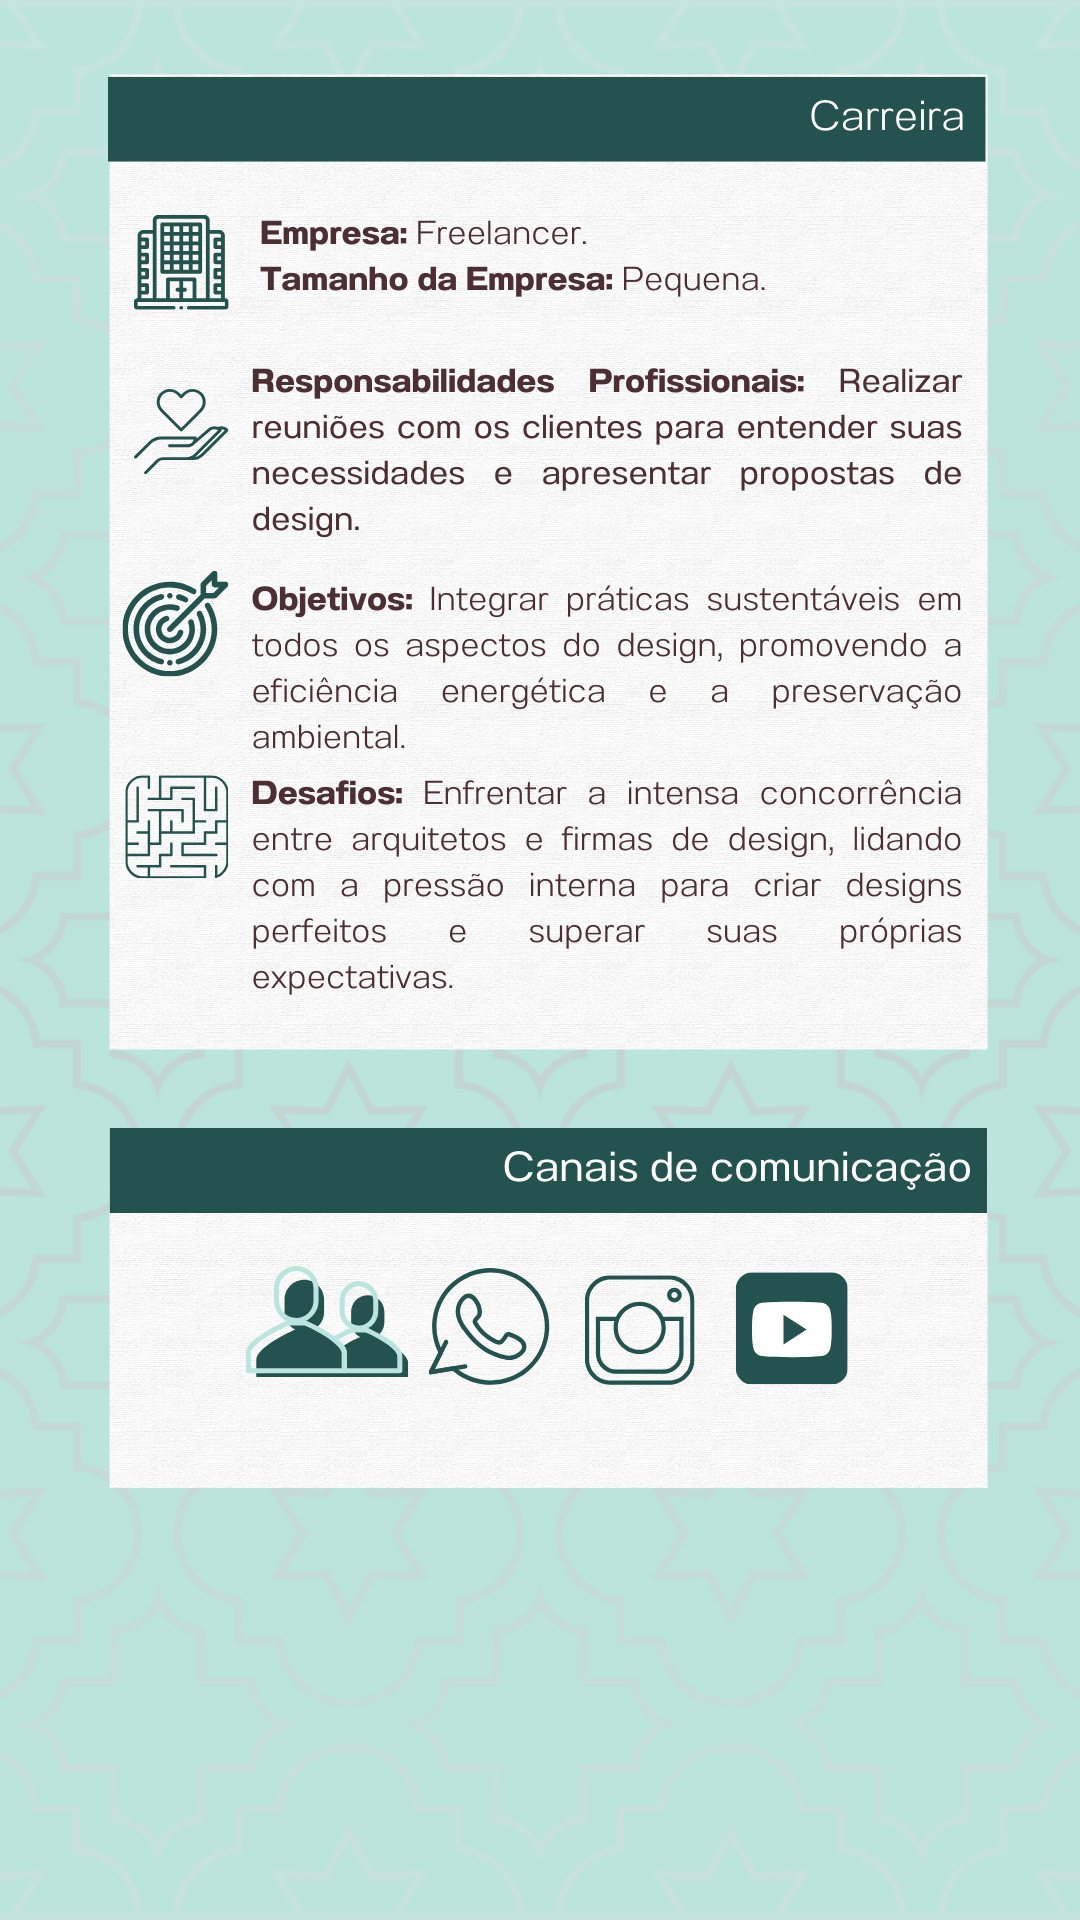 Carreira
Empresa: Freelancer.
Tamanho da Empresa: Pequena.
Responsabilidades Profissionais: Realizar
reuniões com os clientes para entender suas
necessidades e apresentar propostas de
design.
Objetivos: Integrar práticas sustentáveis em
todos os aspectos do design, promovendo a
eficiência energética e a preservação
ambiental.
Desafios: Enfrentar a intensa concorrência
entre arquitetos e firmas de design, lidando
com a pressão interna para criar designs
perfeitos e superar suas próprias
expectativas.
Canais de comunicação